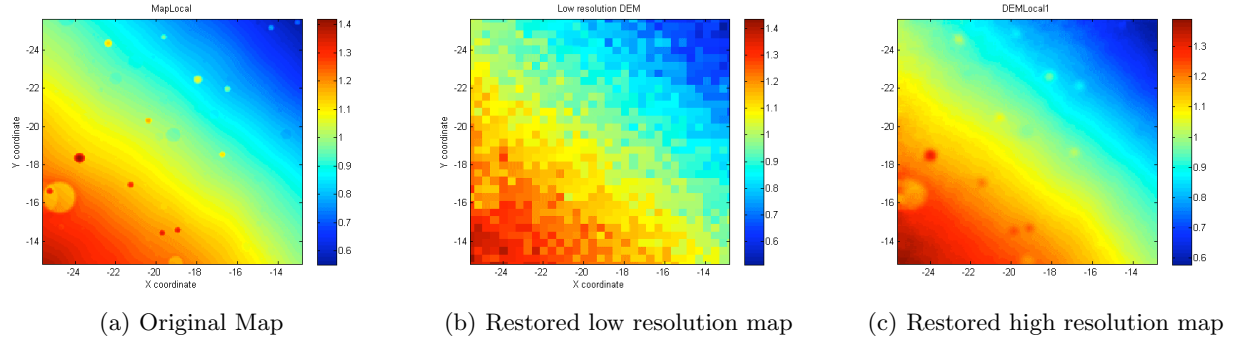 MapLocal
-24
-22
-20
-18
-16
-14
Y coordinate
-24 -22 -20 -18 -16 -14
X coordinate
1.4
1.3
1.2
1.1
1
0.9
0.8
0.7
0.6
(a) Original Map
Low resolution DEM
-24
-22
-20
-18
-16
-14
Y coordinate
-24 -22 -20 -18 -16 -14
X coordinate
1.4
1.3
1.2
1.1
1
0.9
0.8
0.7
0.6
(b) Restored low resolution map
DEMLocal1
-24
-22
-20
-18
-16
-14
Y coordinate
-24 -22 -20 -18 -16 -14
X coordinate
1.3
1.2
1.1
1
0.9
0.8
0.7
0.6
(c) Restored high resolution map